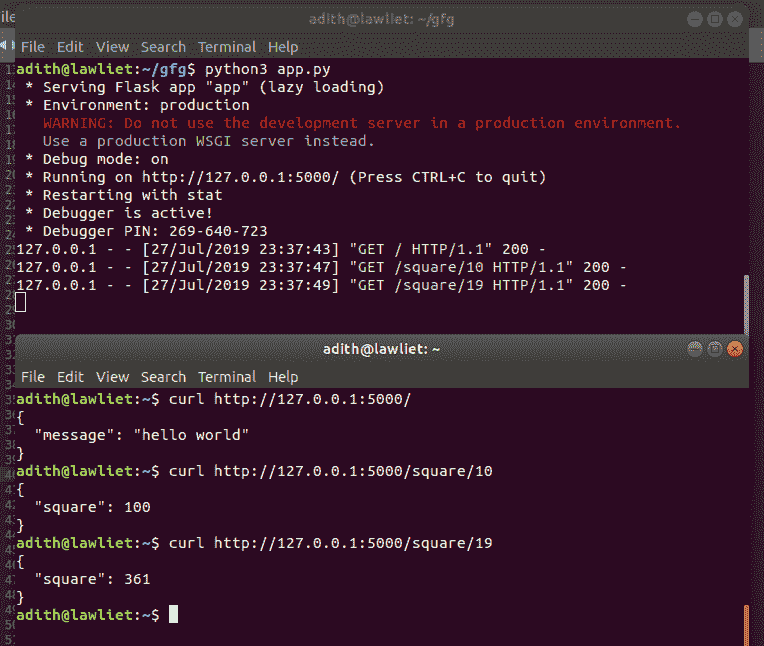 adith@lawliet: ~/gfg
File Edit View Search Terminal Help
adith@lawliet:~/gfg$ python3 app.py
* Serving Flask app "app" (lazy loading)
* Environment: production
WARNING: Do not use the development server in a production environment.
Use a production WSGI server instead.
* Debug mode: on
* Running on http://127.0.0.1:5000/ (Press CTRL+C to quit)
* Restarting with stat
* Debugger is active!
* Debugger PIN: 269-640-723
127.0.0.1 - - [27/Jul/2019 23:37:43] "GET / HTTP/1.1" 200 -
127.0.0.1 - - [27/Jul/2019 23:37:47] "GET /square/10 HTTP/1.1" 200 -
127.0.0.1 - - [27/Jul/2019 23:37:49] "GET /square/19 HTTP/1.1" 200 -
adith@lawliet: ~
File Edit View Search Terminal Help
adith@lawliet:~$ curl http://127.0.0.1:5000/
{
"message": "hello world"
}
adith@lawliet:~$ curl http://127.0.0.1:5000/square/10
{
"square": 100
}
adith@lawliet:~$ curl http://127.0.0.1:5000/square/19
{
"square": 361
}
adith@lawliet:~$